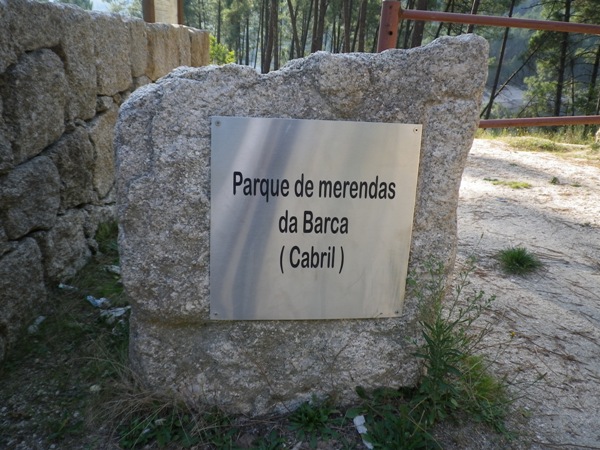 Parque de merendas
da Barca
( Cabril )